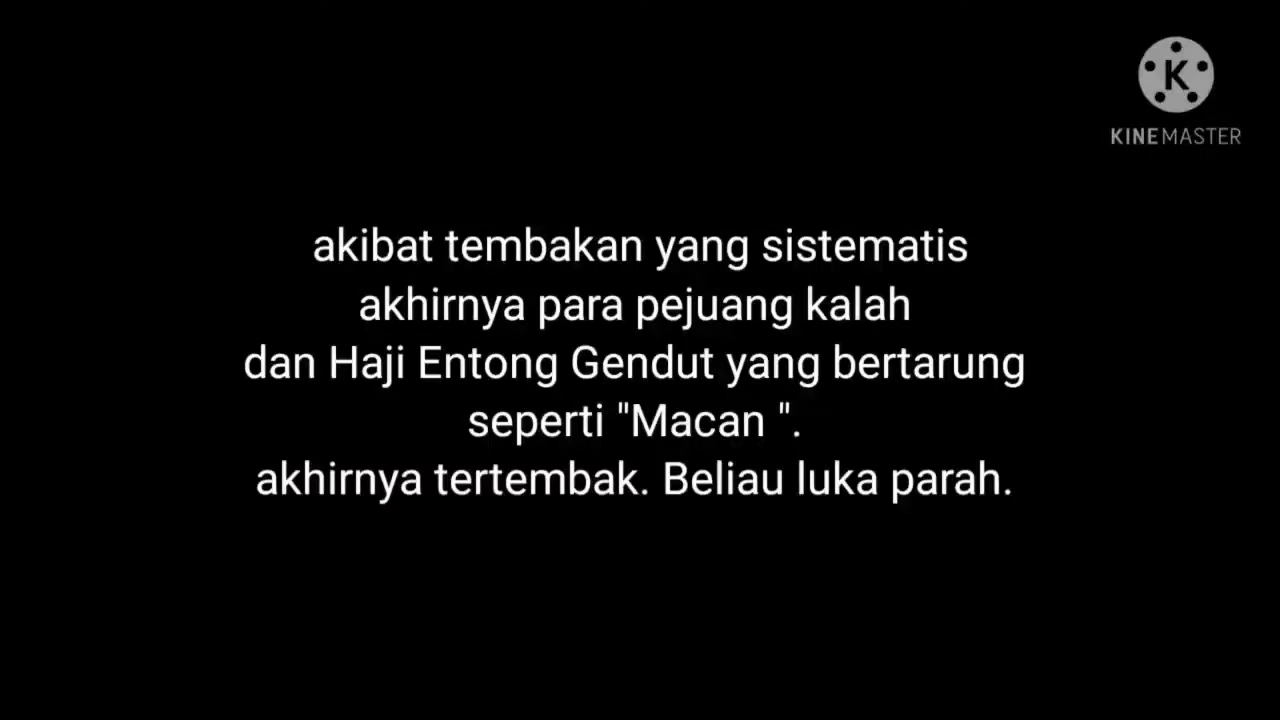 K
KINEMASTER
akibat tembakan yang sistematis
akhirnya para pejuang kalah
dan Haji Entong Gendut yang bertarung
seperti "Macan ".
akhirnya tertembak. Beliau luka parah.